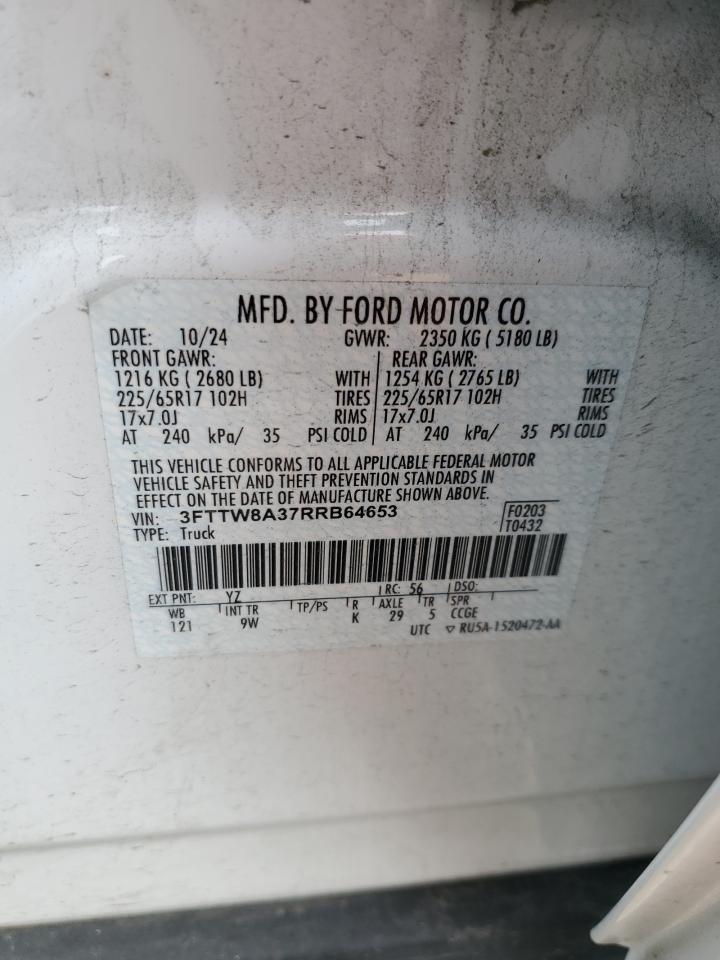 MFD. BY FORD MOTOR CO.
DATE: 10/24 GVWR: 2350 KG ( 5180 LB)
FRONT GAWR: REAR GAWR:
1216 KG ( 2680 LB) WITH 1254 KG ( 2765 LB) WITH
225/65R17 102H TIRES 225/65R17 102H TIRES
17x7.0J RIMS 17x7.0J RIMS
AT 240 kPa/ 35 PSI COLD AT 240 kPa/ 35 PSI COLD
THIS VEHICLE CONFORMS TO ALL APPLICABLE FEDERAL MOTOR
VEHICLE SAFETY AND THEFT PREVENTION STANDARDS IN
EFFECT ON THE DATE OF MANUFACTURE SHOWN ABOVE.
VIN: 3FTTW8A37RRB64653 F0203
TYPE: Truck T0432
EXT PNT: YZ RC: 56 DSO:
WB INT TR TP/PS R AXLE TR SPR
121 9W K 29 5 CCGE
UTC ▽ RU5A-1520472-AA